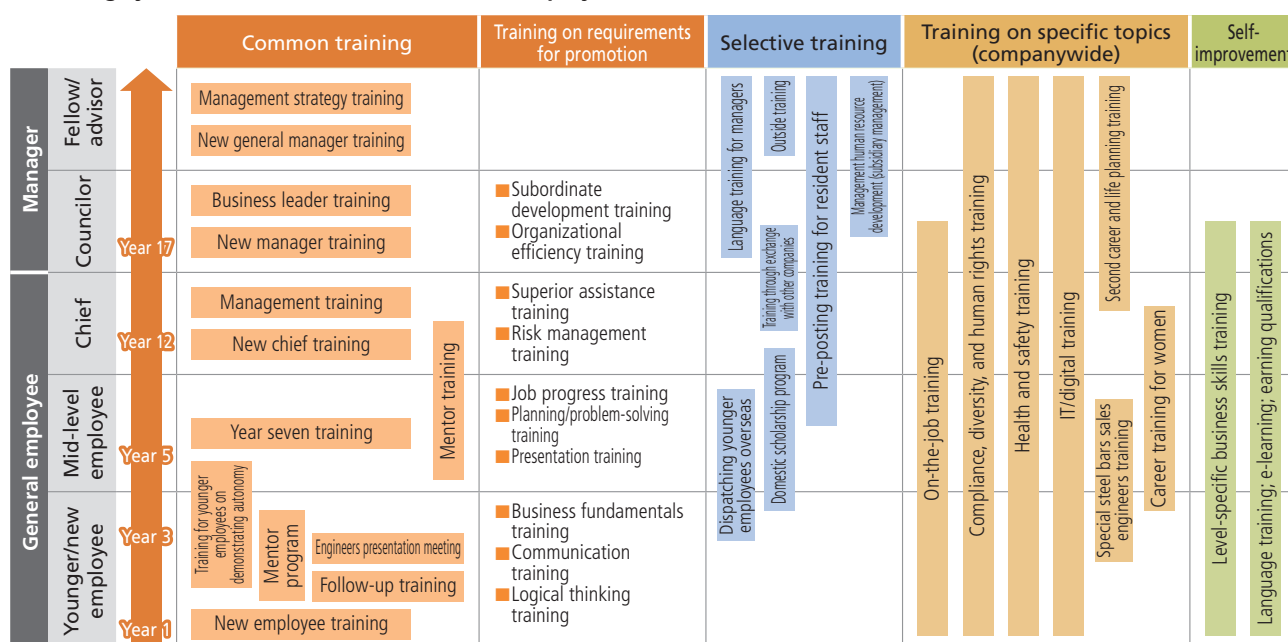 Common training
Training on requirements
for promotion
Selective training
Training on specific topics
(companywide)
Self-
improvement
Manager
General employee
Fellow/
advisor
Councilor
Chief
Mid-level
employee
Younger/new
employee
Year 17
Year 12
Year 5
Year 3
Year 1
Management strategy training
New general manager training
Business leader training
New manager training
Management training
New chief training
Mentor training
Year seven training
Training for younger
employees on
demonstrating autonomy
Mentor
program
Engineers presentation meeting
Follow-up training
New employee training
■Subordinate
development training
■Organizational
efficiency training
■Superior assistance
training
■Risk management
training
■Job progress training
■Planning/problem-solving
training
■Presentation training
■Business fundamentals
training
■Communication
training
■Logical thinking
training
Language training for managers
Outside training
Training through exchange
with other companies
Pre-posting training for resident staff
Management human resource
development (subsidiary management)
Dispatching younger
employees overseas
Domestic scholarship program
On-the-job training
Compliance, diversity, and human rights training
Health and safety training
IT/digital training
Second career and life planning training
Special steel bars sales
engineers training
Career training for women
Level-specific business skills training
Language training; e-learning; earning qualifications